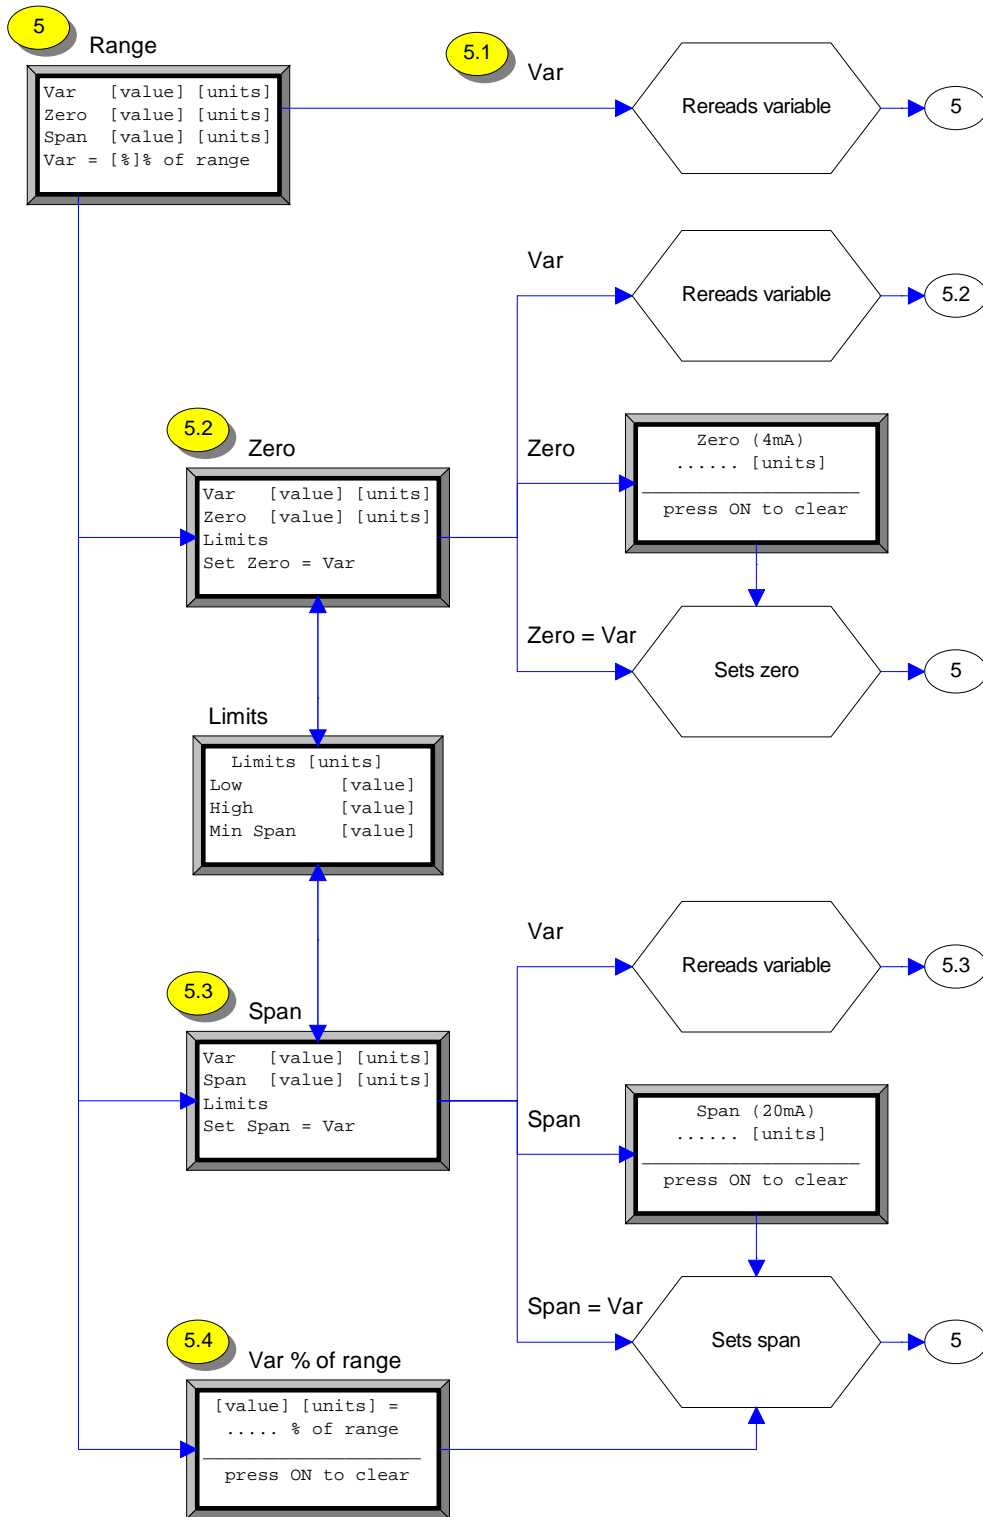 5
Range
Var   [value] [units]
Zero  [value] [units]
Span  [value] [units]
Var = [%]% of range
5.1
Var
Rereads variable
5
Var
Rereads variable
5.2
5.2
Zero
Var   [value] [units]
Zero  [value] [units]
Limits
Set Zero = Var
Zero
Zero (4mA)
...... [units]
press ON to clear
Zero = Var
Sets zero
5
Limits
Limits [units]
Low         [value]
High        [value]
Min Span    [value]
Var
Rereads variable
5.3
5.3
Span
Var   [value] [units]
Span  [value] [units]
Limits
Set Span = Var
Span
Span (20mA)
...... [units]
press ON to clear
Span = Var
Sets span
5
5.4
Var % of range
[value] [units] =
..... % of range
press ON to clear